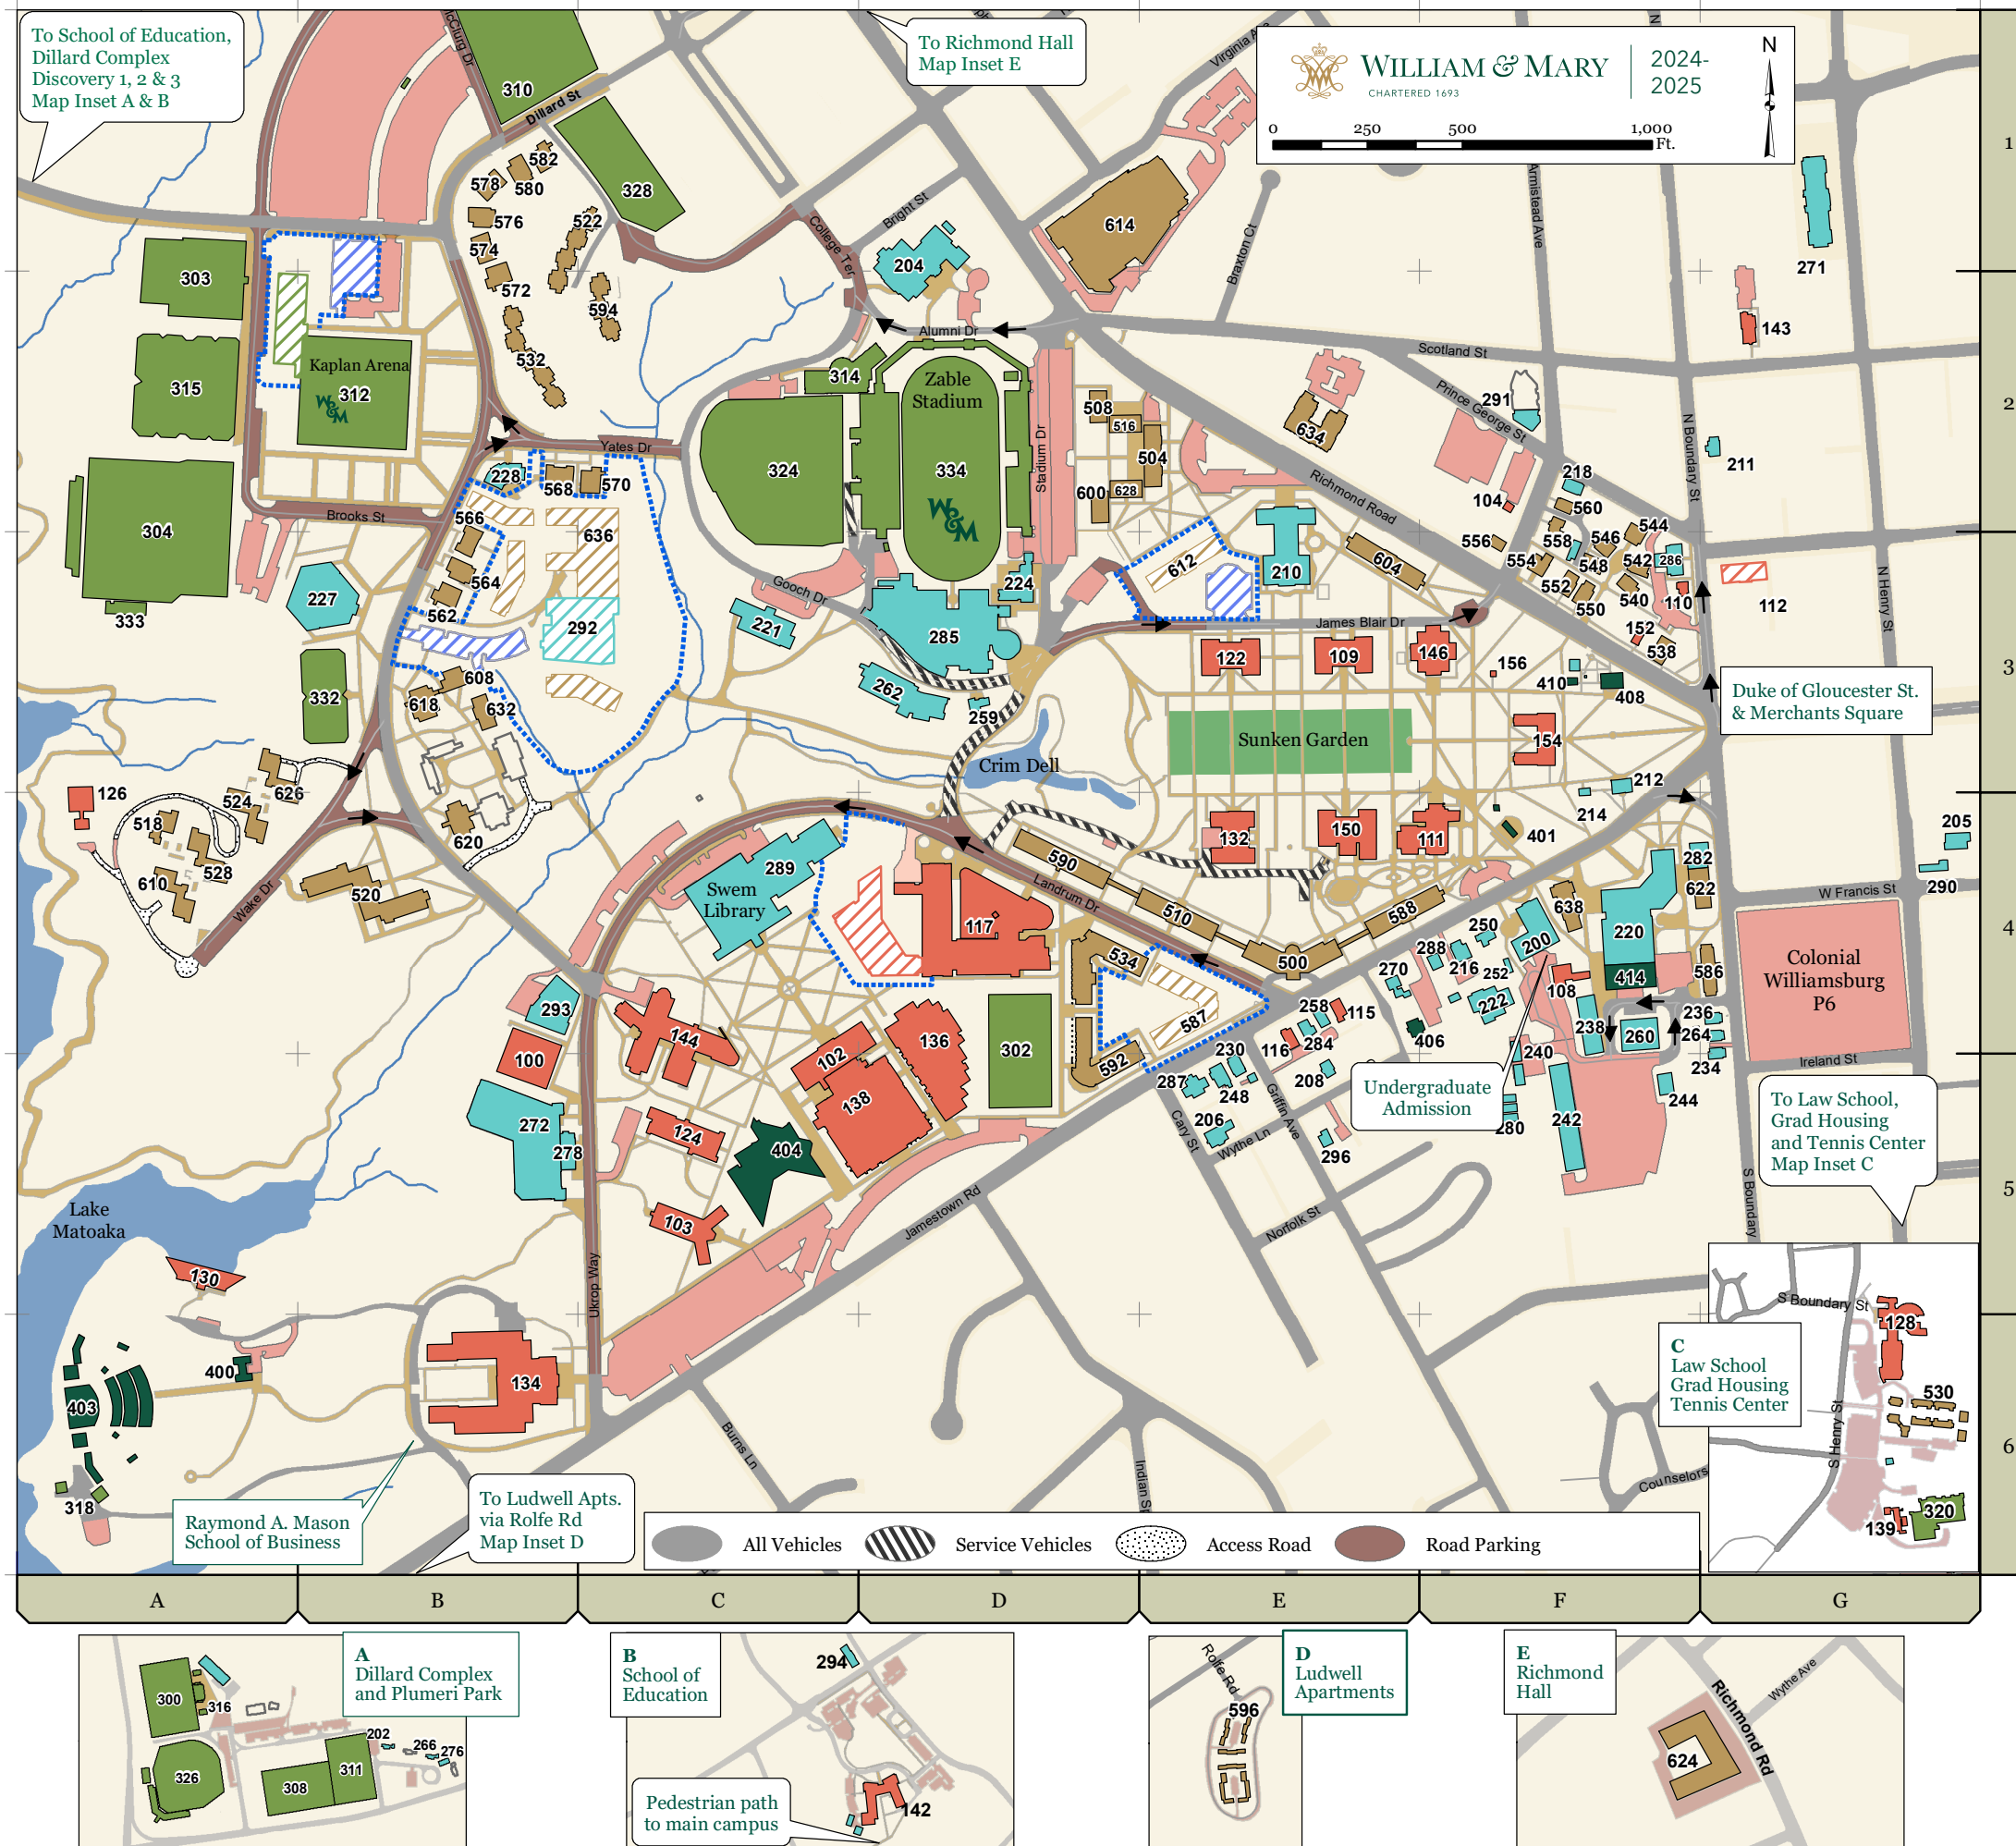 To School of Education,
Dillard Complex
Discovery 1, 2 & 3
Map Inset A & B
To Richmond Hall
Map Inset E
WILLIAM & MARY
CHARTERED 1693
2024-
2025
N
0 250 500 1,000
Ft.
McClurg Dr
Dillard St
310
328
582
578
580
576
522
574
572
594
532
College Ter
Bright St
Virginia Ave
204
614
Braxton Ct
Armistead Ave
271
1
303
315
Kaplan Arena
312
314
Alumni Dr
Zable
Stadium
334
324
Stadium Dr
508
516
504
600
628
Scotland St
Prince George St
634
291
143
N Boundary St
211
2
Richmond Road
104
218
560
Yates Dr
228
568
570
Brooks St
304
333
566
636
564
562
292
227
332
608
618
632
Gooch Dr
221
285
224
262
259
612
210
604
James Blair Dr
122
109
146
156
556
558
554
552
550
548
546
544
542
540
286
110
152
538
410
408
112
N Henry St
3
Duke of Gloucester St.
& Merchants Square
Sunken Garden
154
Crim Dell
212
214
126
626
524
518
528
610
620
520
Wake Dr
Swem
Library
289
117
590
Landrum Dr
510
500
588
132
150
111
401
638
220
282
622
205
290
W Francis St
4
534
587
592
250
200
288
216
252
270
222
108
414
586
Colonial
Williamsburg
P6
293
100
144
102
136
302
258
115
284
116
406
238
260
236
264
234
240
Ireland St
Undergraduate
Admission
230
287
248
208
206
Griffin Ave
Cary St
Wythe Ln
296
280
242
244
To Law School,
Grad Housing
and Tennis Center
Map Inset C
272
278
124
138
404
103
Jamestown Rd
Norfolk St
S Boundary
5
Lake
Matoaka
130
Ukrop Way
400
403
134
318
Burns Ln
Indian S
Counselors
S Boundary St
128
C
Law School
Grad Housing
Tennis Center
S Henry St
530
139
320
6
Raymond A. Mason
School of Business
To Ludwell Apts.
via Rolfe Rd
Map Inset D
All Vehicles
Service Vehicles
Access Road
Road Parking
A B C D E F G
A
Dillard Complex
and Plumeri Park
300
316
326
308
311
202
266
276
B
School of
Education
294
142
Pedestrian path
to main campus
D
Ludwell
Apartments
Rolfe Rd
596
E
Richmond
Hall
Richmond Rd
Wythe Ave
624